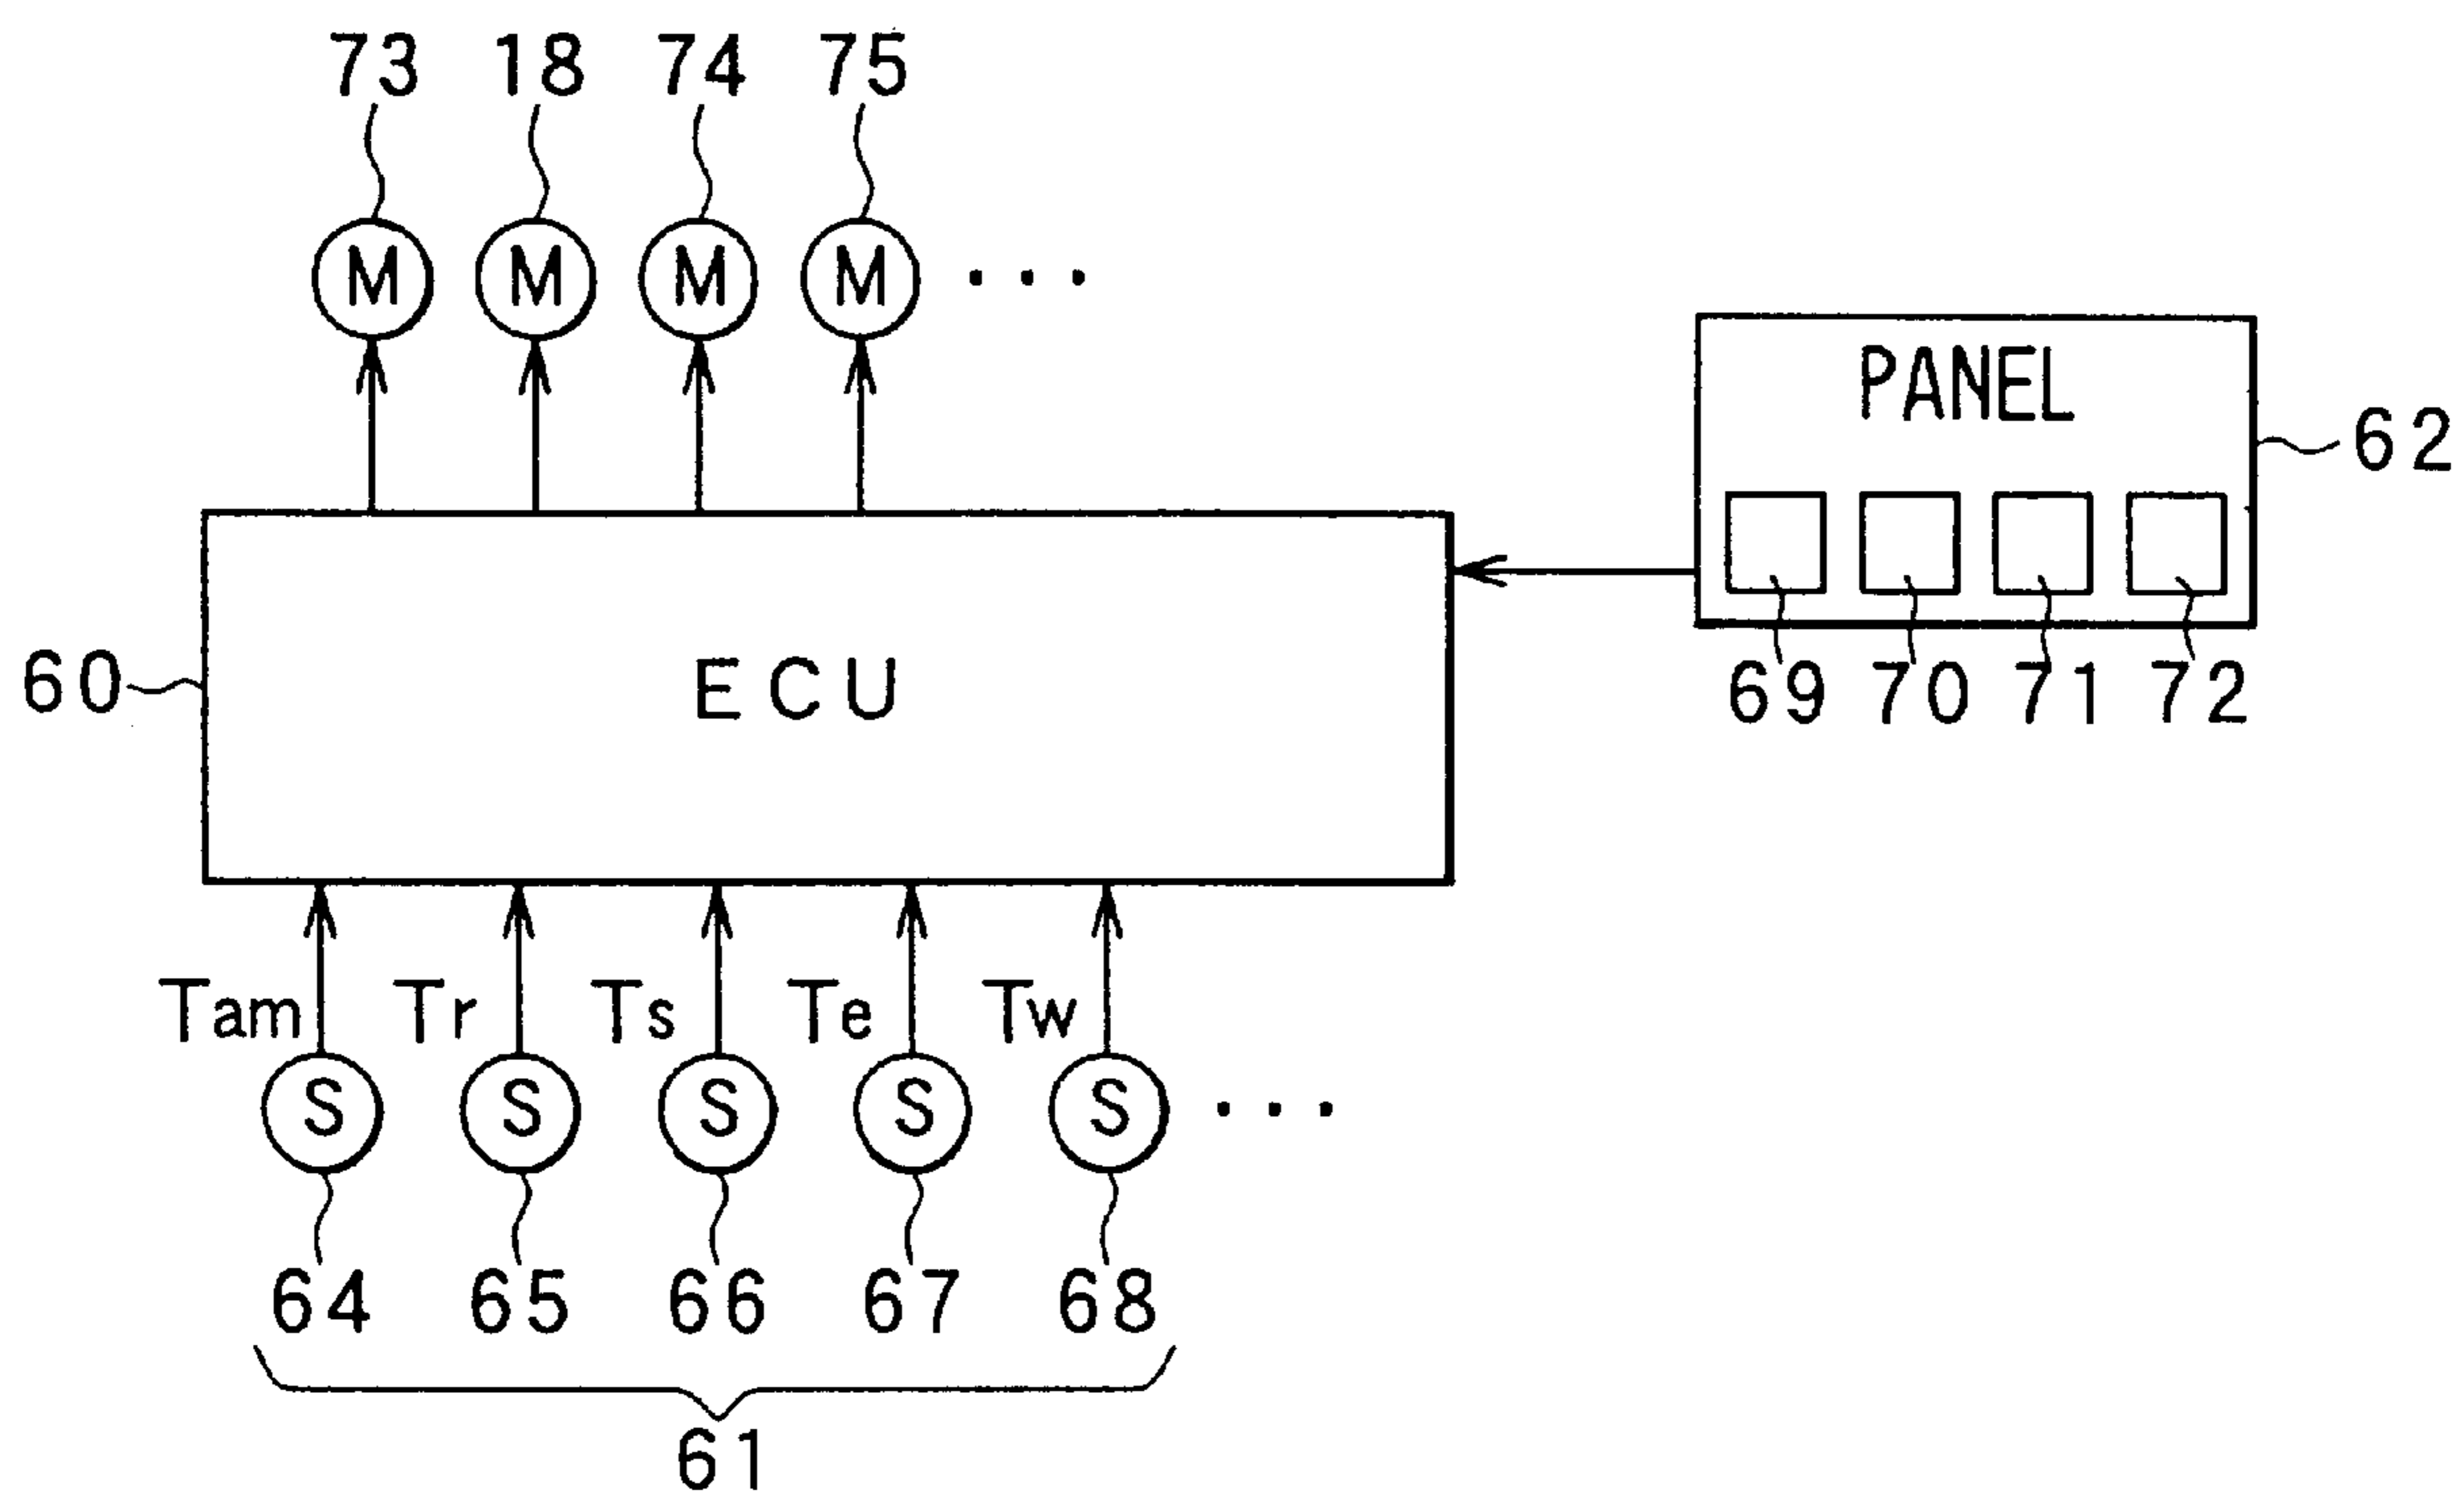 73 18 74 75
M M M M ...
PANEL
62
69 70 71 72
60
ECU
Tam Tr Ts Te Tw
S S S S S ...
64 65 66 67 68
61